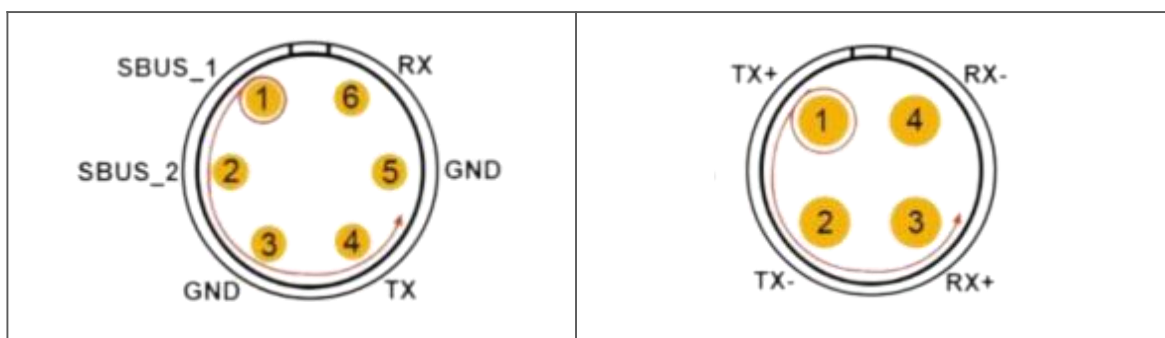 SBUS_1
RX
1
6
SBUS_2
2
5
GND
3
4
GND
TX
TX+
RX-
1
4
2
3
TX-
RX+